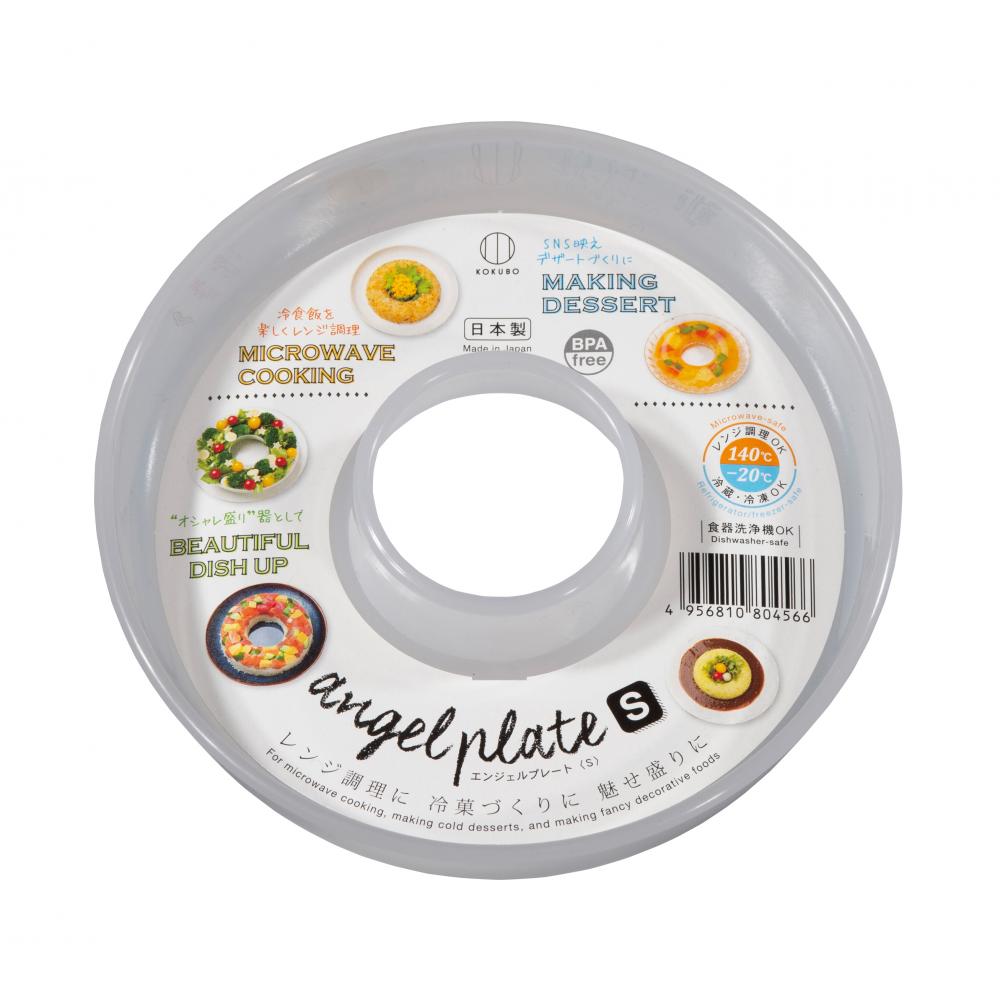 KOKUBO
日本製
Made in Japan
SNS映え
デザートづくりに
MAKING
DESSERT
BPA
free
冷食飯を
楽しくレンジ調理
MICROWAVE
COOKING
Microwave-safe
レンジ調理OK
140℃
-20℃
冷蔵・冷凍OK
Refrigerator/freezer-safe
食器洗浄機OK
Dishwasher-safe
"オシャレ盛り"器として
BEAUTIFUL
DISH UP
4 956810 804566
angel plate S
エンジェルプレート〈S〉
レンジ調理に 冷菓づくりに 魅せ盛りに
For microwave cooking, making cold desserts, and making fancy decorative foods